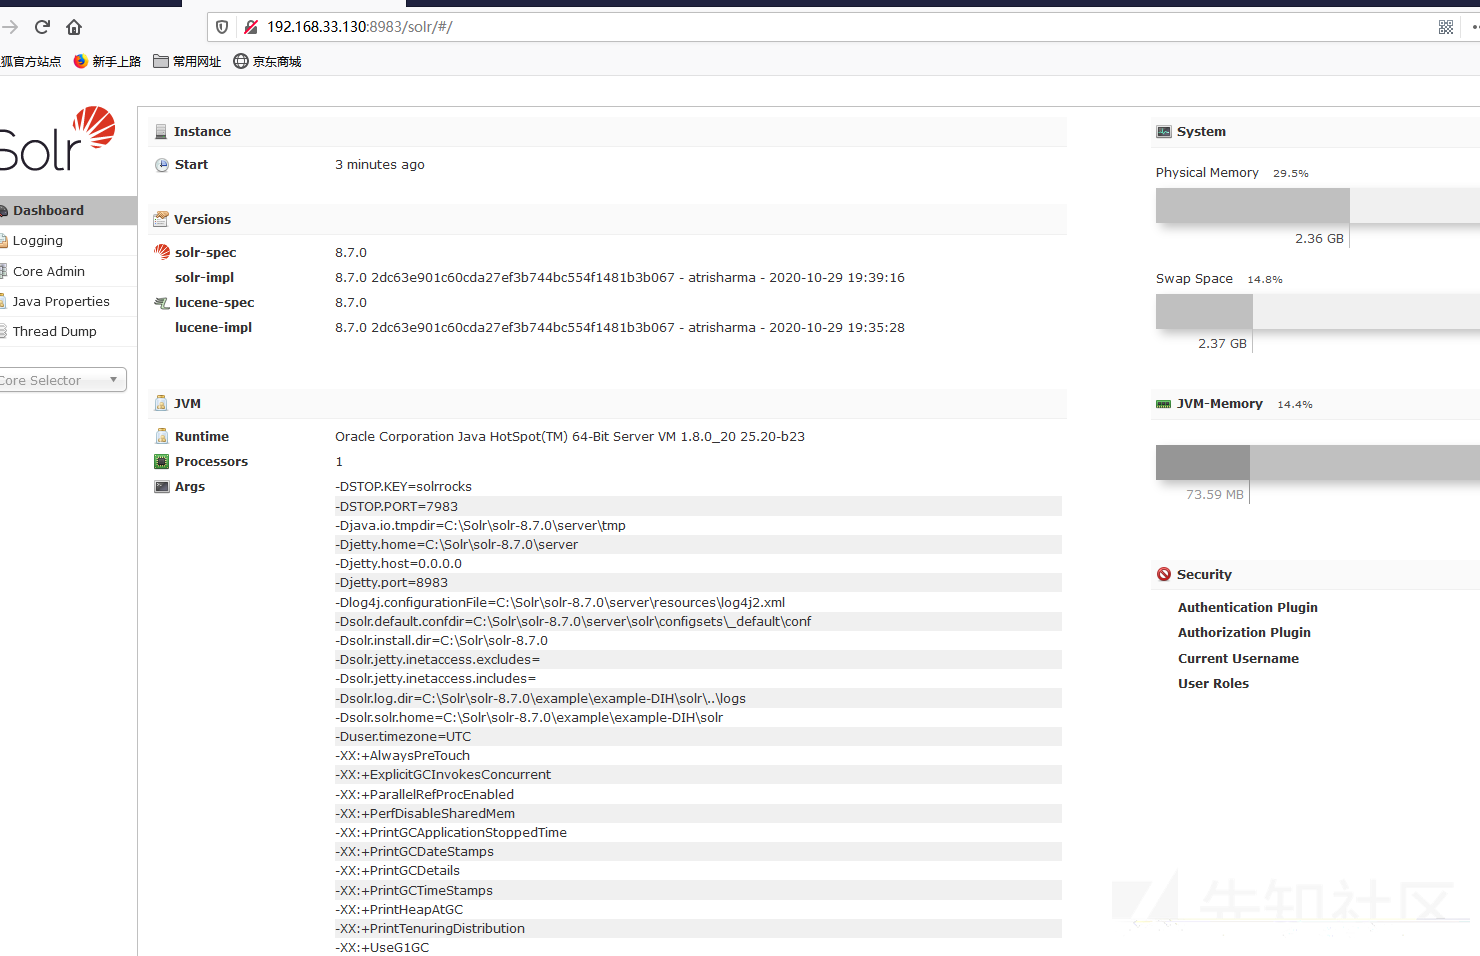 192.168.33.130:8983/solr/#/
狐官方站点 新手上路 常用网址 京东商城
Solr
Dashboard
Logging
Core Admin
Java Properties
Thread Dump
Core Selector
Instance
Start 3 minutes ago
Versions
solr-spec 8.7.0
solr-impl 8.7.0 2dc63e901c60cda27ef3b744bc554f1481b3b067 - atrisharma - 2020-10-29 19:39:16
lucene-spec 8.7.0
lucene-impl 8.7.0 2dc63e901c60cda27ef3b744bc554f1481b3b067 - atrisharma - 2020-10-29 19:35:28
JVM
Runtime Oracle Corporation Java HotSpot(TM) 64-Bit Server VM 1.8.0_20 25.20-b23
Processors 1
Args -DSTOP.KEY=solrrocks
-DSTOP.PORT=7983
-Djava.io.tmpdir=C:\Solr\solr-8.7.0\server\tmp
-Djetty.home=C:\Solr\solr-8.7.0\server
-Djetty.host=0.0.0.0
-Djetty.port=8983
-Dlog4j.configurationFile=C:\Solr\solr-8.7.0\server\resources\log4j2.xml
-Dsolr.default.confdir=C:\Solr\solr-8.7.0\server\solr\configsets\_default\conf
-Dsolr.install.dir=C:\Solr\solr-8.7.0
-Dsolr.jetty.inetaccess.excludes=
-Dsolr.jetty.inetaccess.includes=
-Dsolr.log.dir=C:\Solr\solr-8.7.0\example\example-DIH\solr\..\logs
-Dsolr.solr.home=C:\Solr\solr-8.7.0\example\example-DIH\solr
-Duser.timezone=UTC
-XX:+AlwaysPreTouch
-XX:+ExplicitGCInvokesConcurrent
-XX:+ParallelRefProcEnabled
-XX:+PerfDisableSharedMem
-XX:+PrintGCApplicationStoppedTime
-XX:+PrintGCDateStamps
-XX:+PrintGCDetails
-XX:+PrintGCTimeStamps
-XX:+PrintHeapAtGC
-XX:+PrintTenuringDistribution
-XX:+UseG1GC
System
Physical Memory 29.5%
2.36 GB
Swap Space 14.8%
2.37 GB
JVM-Memory 14.4%
73.59 MB
Security
Authentication Plugin
Authorization Plugin
Current Username
User Roles
先知社区